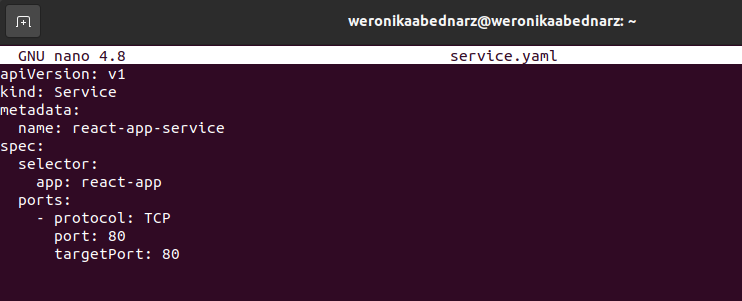 weronikaabednarz@weronikaabednarz: ~
GNU nano 4.8 service.yaml
apiVersion: v1
kind: Service
metadata:
  name: react-app-service
spec:
  selector:
    app: react-app
  ports:
    - protocol: TCP
      port: 80
      targetPort: 80